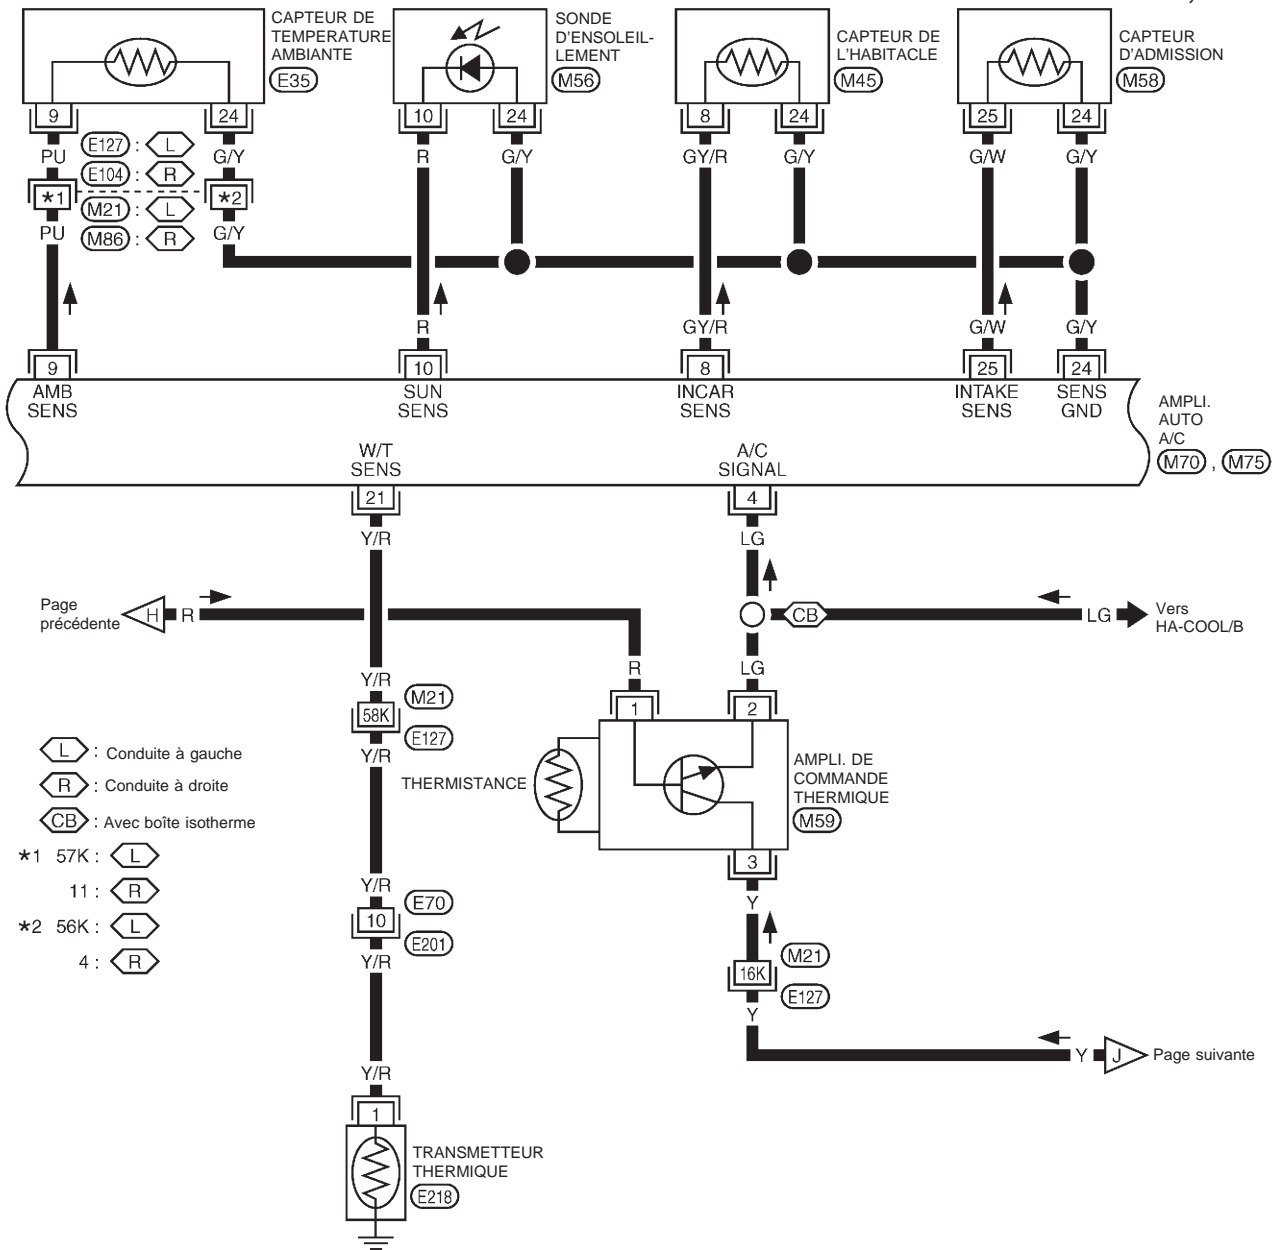 CAPTEUR DE
TEMPERATURE
AMBIANTE
E35
SONDE
D'ENSOLEIL-
LEMENT
M56
CAPTEUR DE
L'HABITACLE
M45
CAPTEUR
D'ADMISSION
M58
9 24 10 24 8 24 25 24
PU E127 : L G/Y R G/Y GY/R G/Y G/W G/Y
E104 : R
*1 *2
M21 : L
PU M86 : R G/Y
R GY/R G/W G/Y
9 10 8 25 24
AMB
SENS
SUN
SENS
INCAR
SENS
INTAKE
SENS
SENS
GND
AMPLI.
AUTO
A/C
M70 , M75
W/T
SENS
A/C
SIGNAL
21 4
Y/R LG
Page
précédente
H R
CB
LG
Vers
HA-COOL/B
Y/R R LG
M21
58K
E127
Y/R
1 2
THERMISTANCE
AMPLI. DE
COMMANDE
THERMIQUE
M59
3
Y
L : Conduite à gauche
R : Conduite à droite
CB : Avec boîte isotherme
*1 57K : L
11 : R
*2 56K : L
4 : R
Y/R
E70
10
E201
Y/R
M21
16K
E127
Y
Y J Page suivante
Y/R
1
TRANSMETTEUR
THERMIQUE
E218